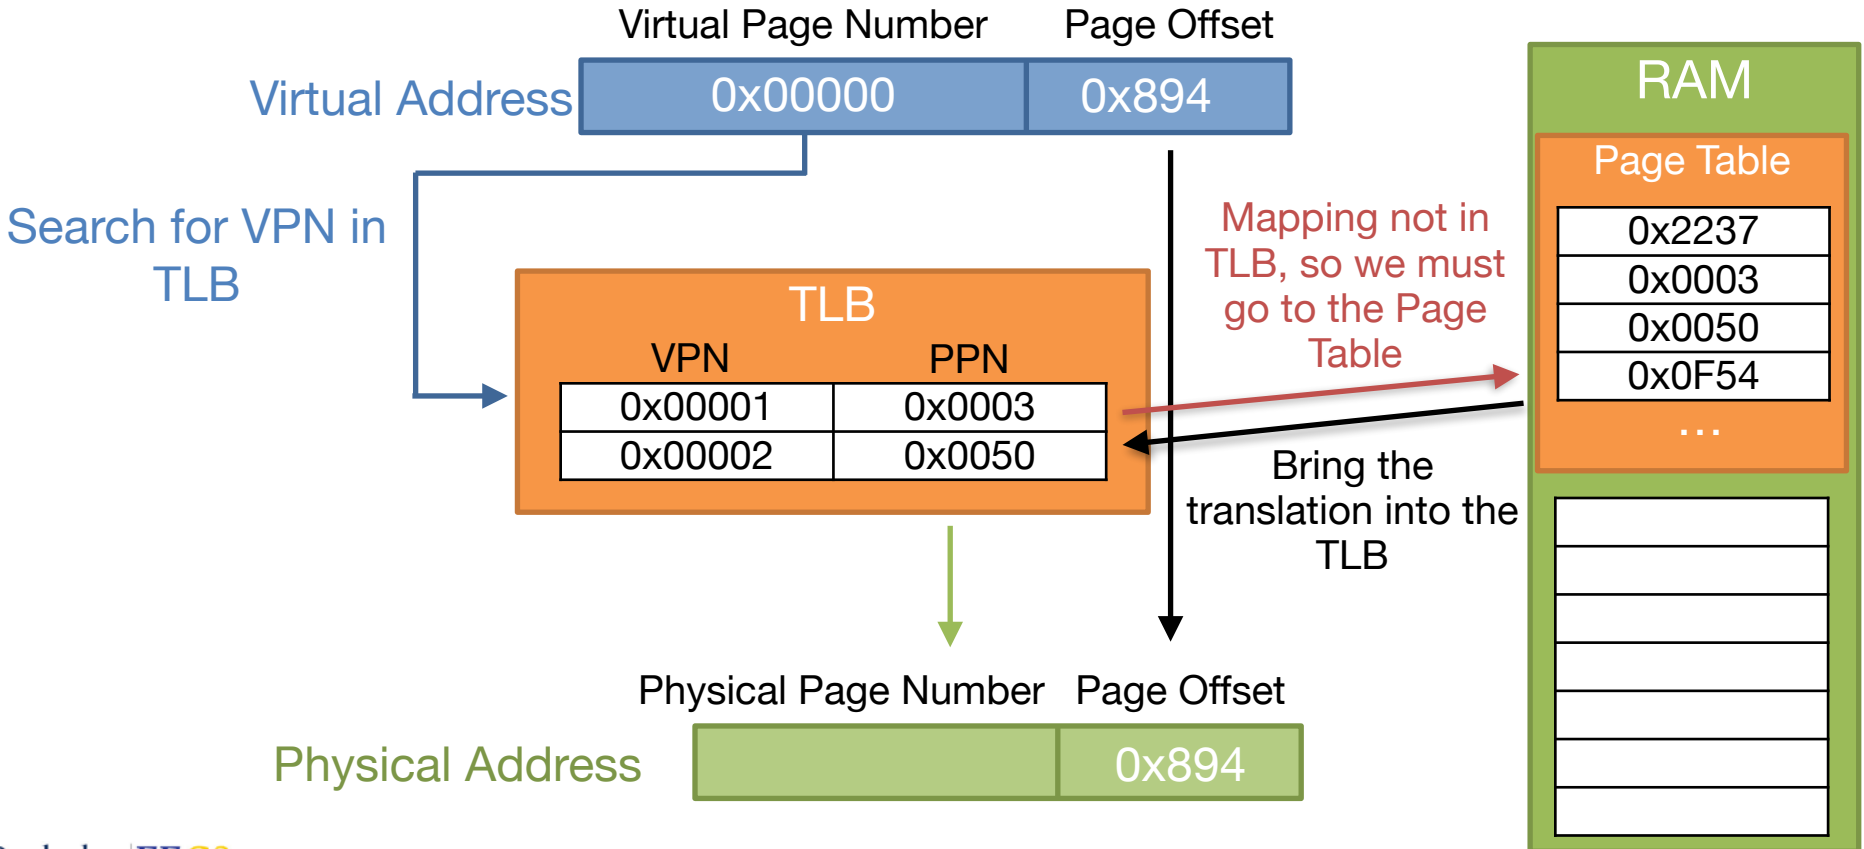 Virtual Page Number Page Offset
Virtual Address 0x00000 0x894
Search for VPN in
TLB
TLB
VPN PPN
0x00001 0x0003
0x00002 0x0050
Mapping not in
TLB, so we must
go to the Page
Table
Bring the
translation into the
TLB
RAM
Page Table
0x2237
0x0003
0x0050
0x0F54
...
Physical Page Number Page Offset
Physical Address 0x894